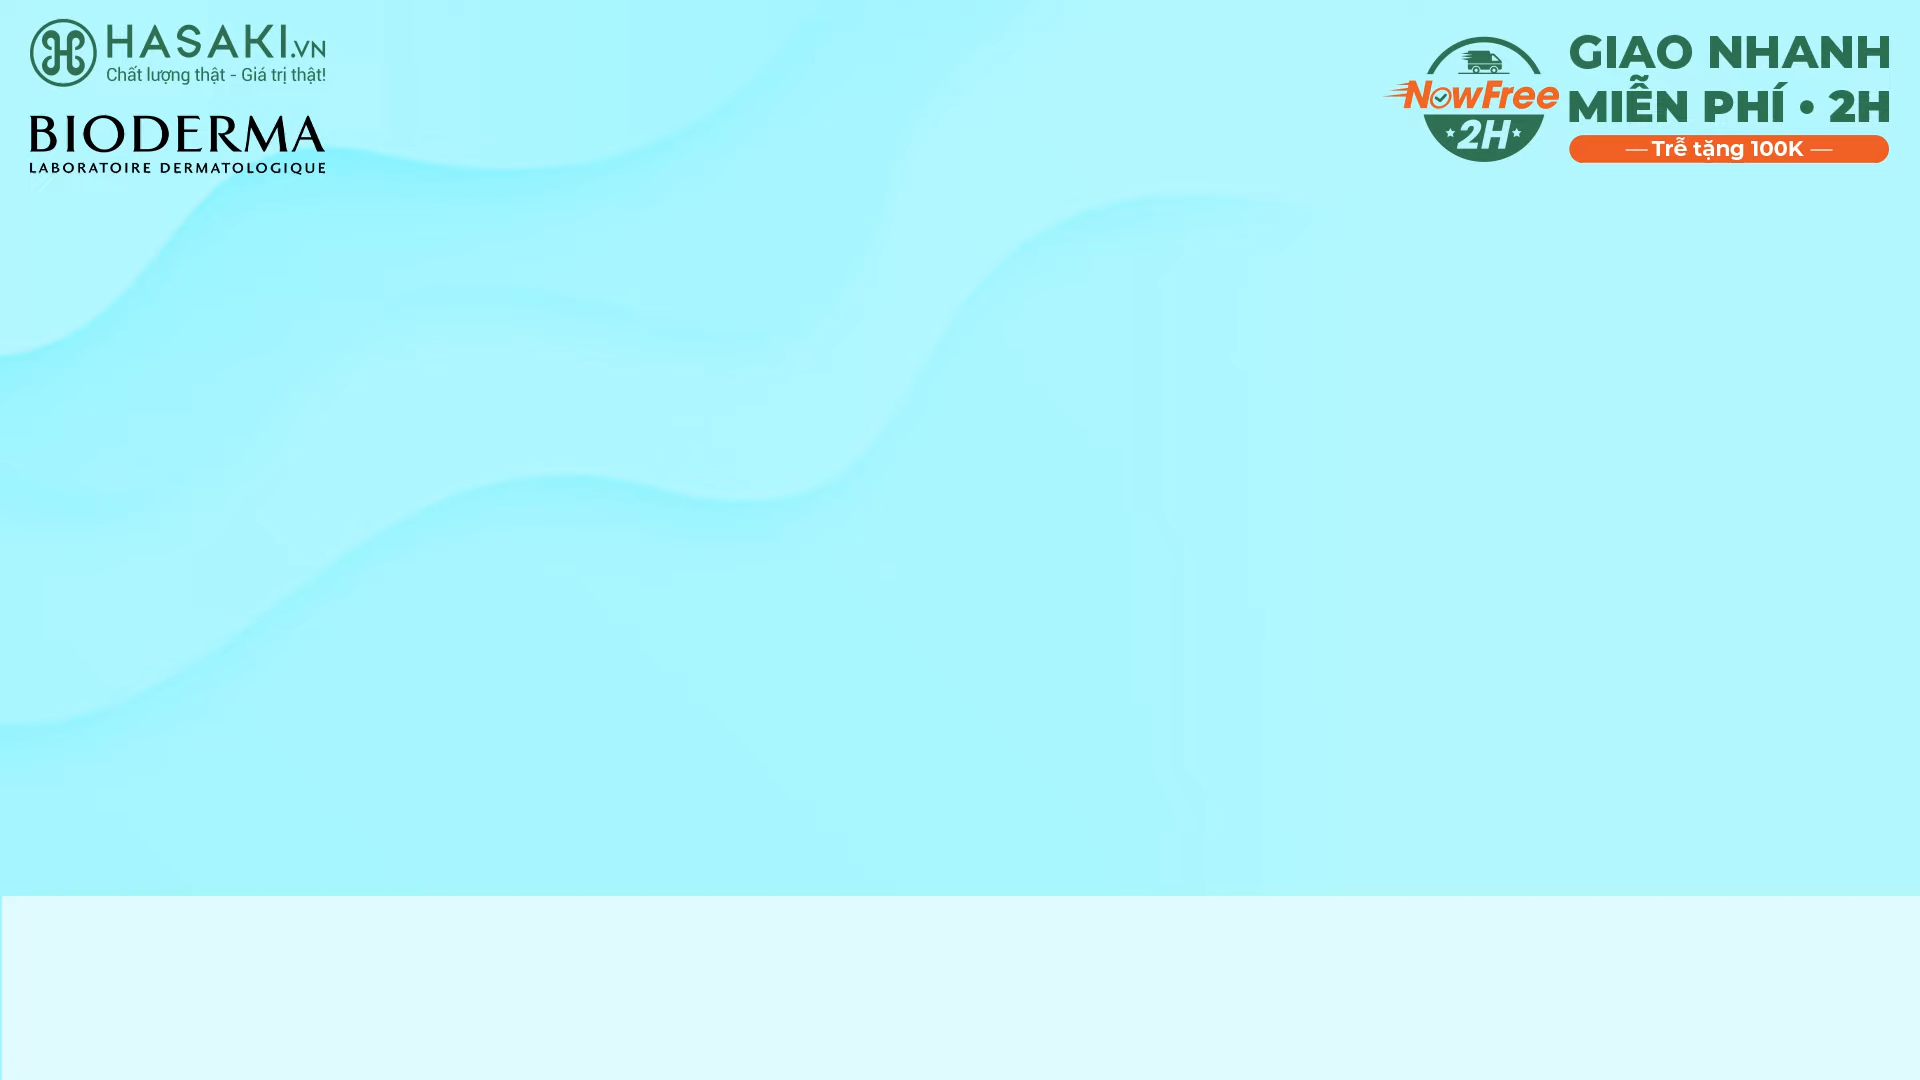 HASAKI.VN
Chất lượng thật - Giá trị thật!
BIODERMA
LABORATOIRE DERMATOLOGIQUE
NowFree
2H
GIAO NHANH
MIỄN PHÍ • 2H
Trễ tặng 100K